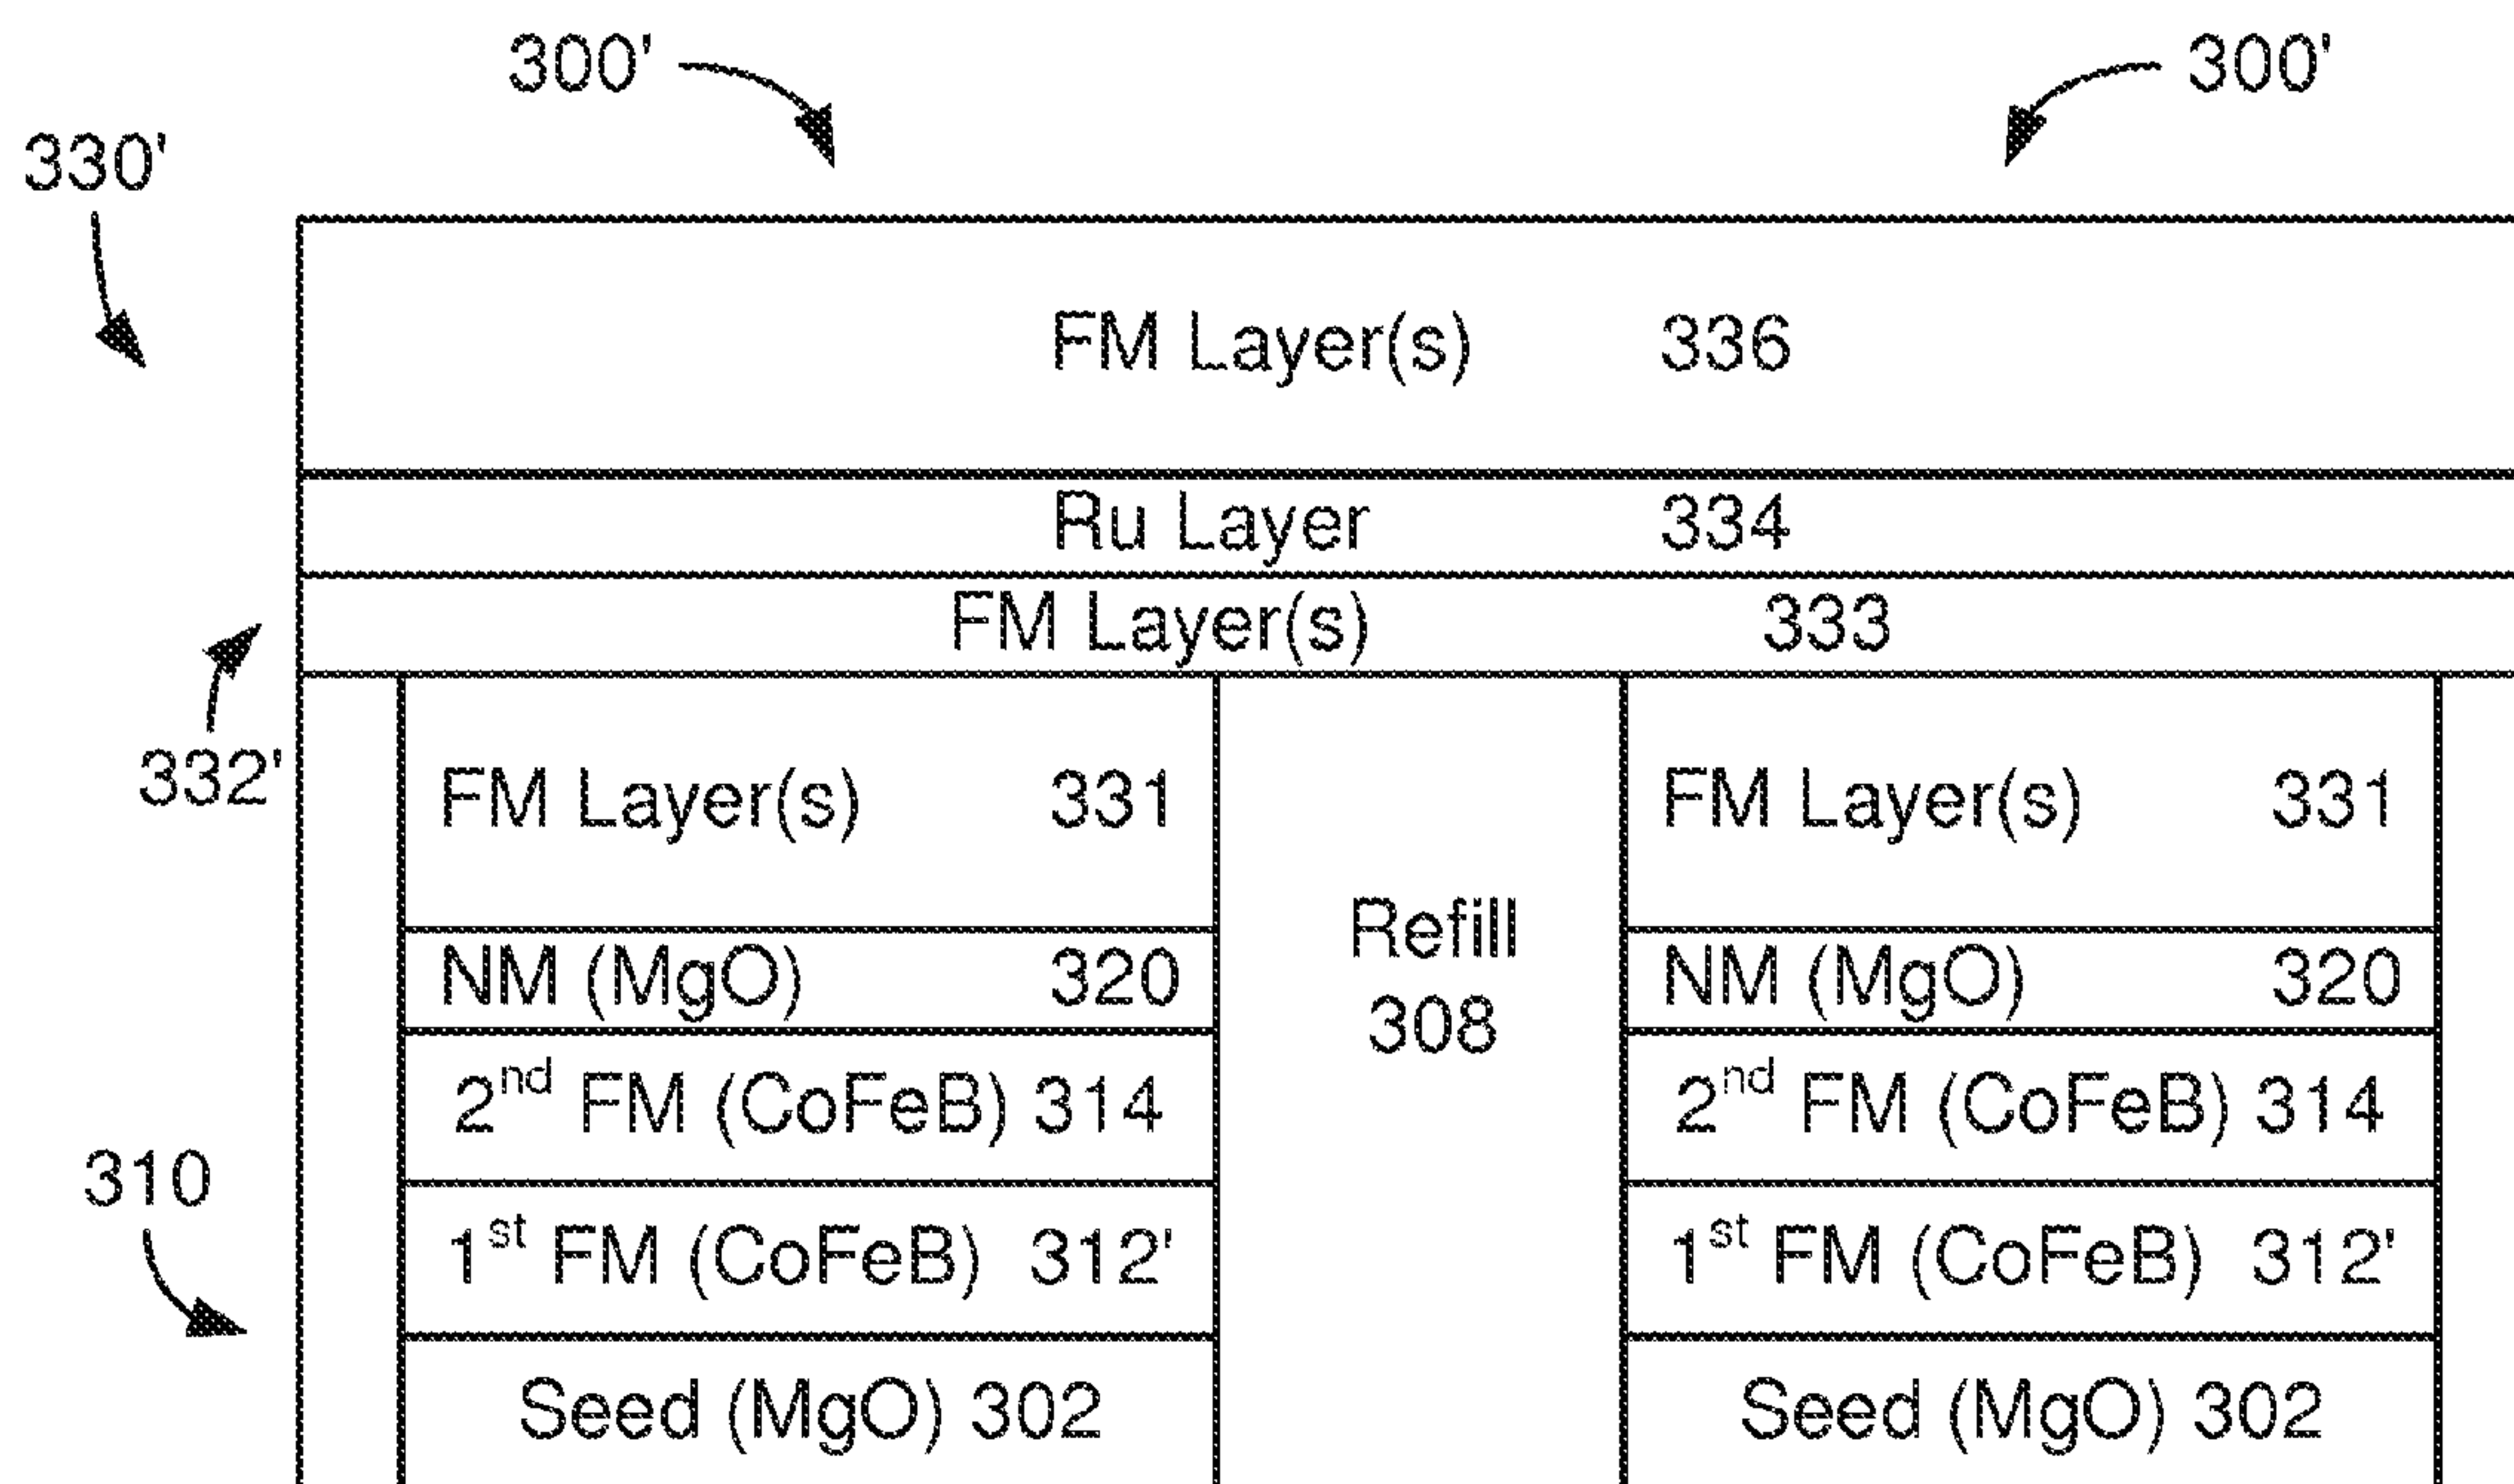 300' 300'
330'
FM Layer(s) 336
Ru Layer 334
FM Layer(s) 333
332'
FM Layer(s) 331
NM (MgO) 320
2nd FM (CoFeB) 314
1st FM (CoFeB) 312'
Seed (MgO) 302
Refill
308
FM Layer(s) 331
NM (MgO) 320
2nd FM (CoFeB) 314
1st FM (CoFeB) 312'
Seed (MgO) 302
310